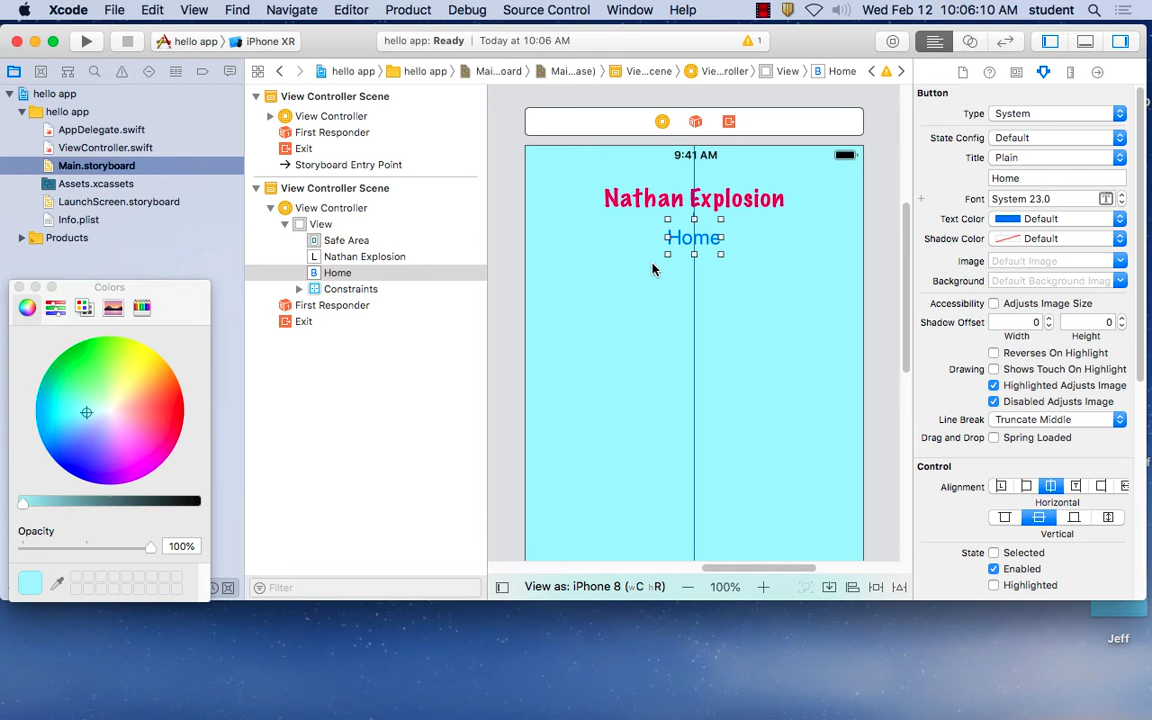 Xcode File Edit View Find Navigate Editor Product Debug Source Control Window Help Wed Feb 12 10:06:10 AM student
hello app iPhone XR hello app: Ready Today at 10:06 AM 1
hello app hello app Mai...oard Mai...ase) Vie...cene Vie...roller View B Home
hello app
hello app
AppDelegate.swift
ViewController.swift
Main.storyboard
Assets.xcassets
LaunchScreen.storyboard
Info.plist
Products
Colors
Opacity
100%
View Controller Scene
View Controller
First Responder
Exit
Storyboard Entry Point
View Controller Scene
View Controller
View
Safe Area
L Nathan Explosion
B Home
Constraints
First Responder
Exit
Filter
9:41 AM
Nathan Explosion
Home
View as: iPhone 8 (wC hR) 100%
Button
Type System
State Config Default
Title Plain
Home
Font System 23.0 T
Text Color Default
Shadow Color Default
Image Default Image
Background Default Background Imag
Accessibility Adjusts Image Size
Shadow Offset 0 0
Width Height
Reverses On Highlight
Drawing Shows Touch On Highlight
Highlighted Adjusts Image
Disabled Adjusts Image
Line Break Truncate Middle
Drag and Drop Spring Loaded
Control
Alignment
Horizontal
Vertical
State Selected
Enabled
Highlighted
Jeff